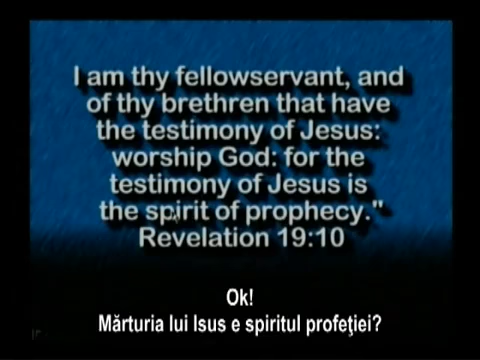 I am thy fellowservant, and
of thy brethren that have
the testimony of Jesus:
worship God: for the
testimony of Jesus is
the spirit of prophecy."
Revelation 19:10
Ok!
Mărturia lui Isus e spiritul profeţiei?